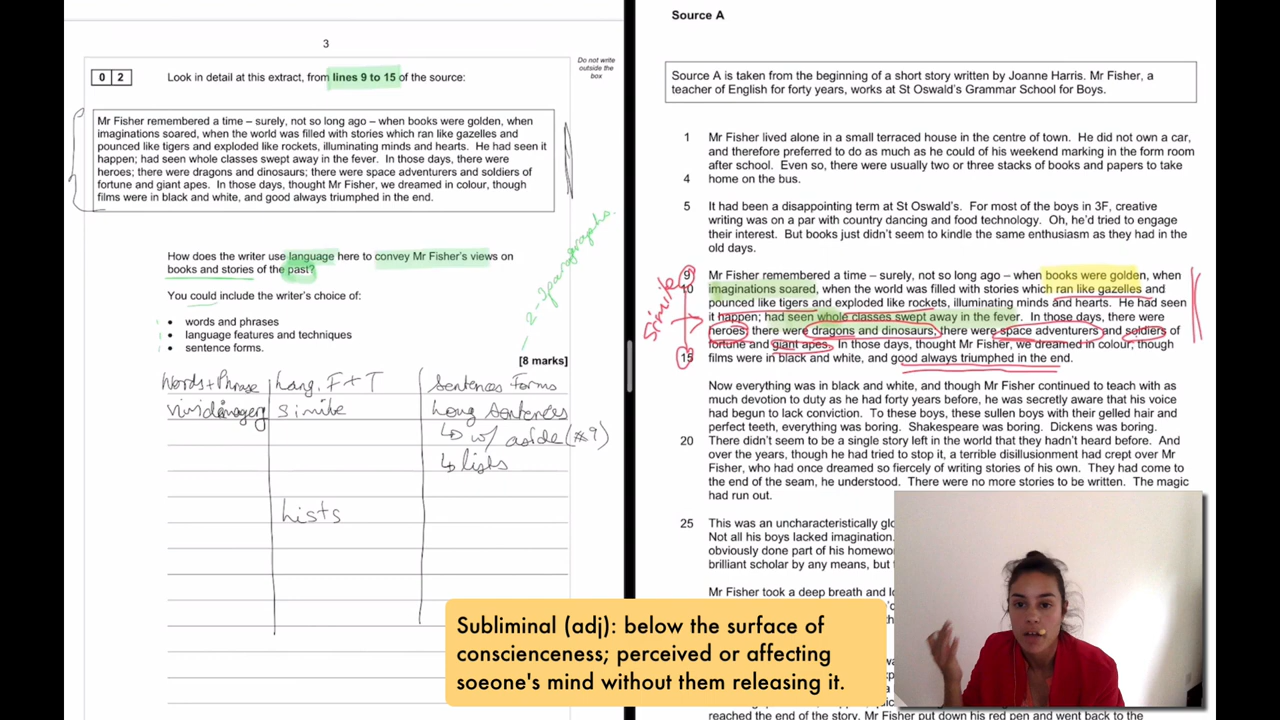 3
Do not write
outside the
box
0 2 Look in detail at this extract, from lines 9 to 15 of the source:
Mr Fisher remembered a time – surely, not so long ago – when books were golden, when
imaginations soared, when the world was filled with stories which ran like gazelles and
pounced like tigers and exploded like rockets, illuminating minds and hearts. He had seen it
happen; had seen whole classes swept away in the fever. In those days, there were
heroes; there were dragons and dinosaurs; there were space adventurers and soldiers of
fortune and giant apes. In those days, thought Mr Fisher, we dreamed in colour, though
films were in black and white, and good always triumphed in the end.
2-3 paragraphs.
How does the writer use language here to convey Mr Fisher's views on
books and stories of the past?
You could include the writer's choice of:
• words and phrases
• language features and techniques
• sentence forms.
[8 marks]
Words + Phrase Lang. F + T Sentences Forms
vivid imagery simile Long Sentences
↳ w/ aside (
↳ lists
Lists
Source A
Source A is taken from the beginning of a short story written by Joanne Harris. Mr Fisher, a
teacher of English for forty years, works at St Oswald's Grammar School for Boys.
1 Mr Fisher lived alone in a small terraced house in the centre of town. He did not own a car,
and therefore preferred to do as much as he could of his weekend marking in the form room
after school. Even so, there were usually two or three stacks of books and papers to take
4 home on the bus.
5 It had been a disappointing term at St Oswald's. For most of the boys in 3F, creative
writing was on a par with country dancing and food technology. Oh, he'd tried to engage
their interest. But books just didn't seem to kindle the same enthusiasm as they had in the
old days.
Simile
9 Mr Fisher remembered a time – surely, not so long ago – when books were golden, when
10 imaginations soared, when the world was filled with stories which ran like gazelles and
pounced like tigers and exploded like rockets, illuminating minds and hearts. He had seen
it happen; had seen whole classes swept away in the fever. In those days, there were
heroes; there were dragons and dinosaurs; there were space adventurers and soldiers of
fortune and giant apes. In those days, thought Mr Fisher, we dreamed in colour, though
15 films were in black and white, and good always triumphed in the end.
Now everything was in black and white, and though Mr Fisher continued to teach with as
much devotion to duty as he had forty years before, he was secretly aware that his voice
had begun to lack conviction. To these boys, these sullen boys with their gelled hair and
perfect teeth, everything was boring. Shakespeare was boring. Dickens was boring.
20 There didn't seem to be a single story left in the world that they hadn't heard before. And
over the years, though he had tried to stop it, a terrible disillusionment had crept over Mr
Fisher, who had once dreamed so fiercely of writing stories of his own. They had come to
the end of the seam, he understood. There were no more stories to be written. The magic
had run out.
25 This was an uncharacteristically
Not all his boys lacked imagination.
obviously done part of his
brilliant scholar by any means, but
Mr Fisher took a deep breath and
reached the end of the story. Mr Fisher put down his red pen and went back to the
Subliminal (adj): below the surface of
conscienceness; perceived or affecting
soeone's mind without them releasing it.